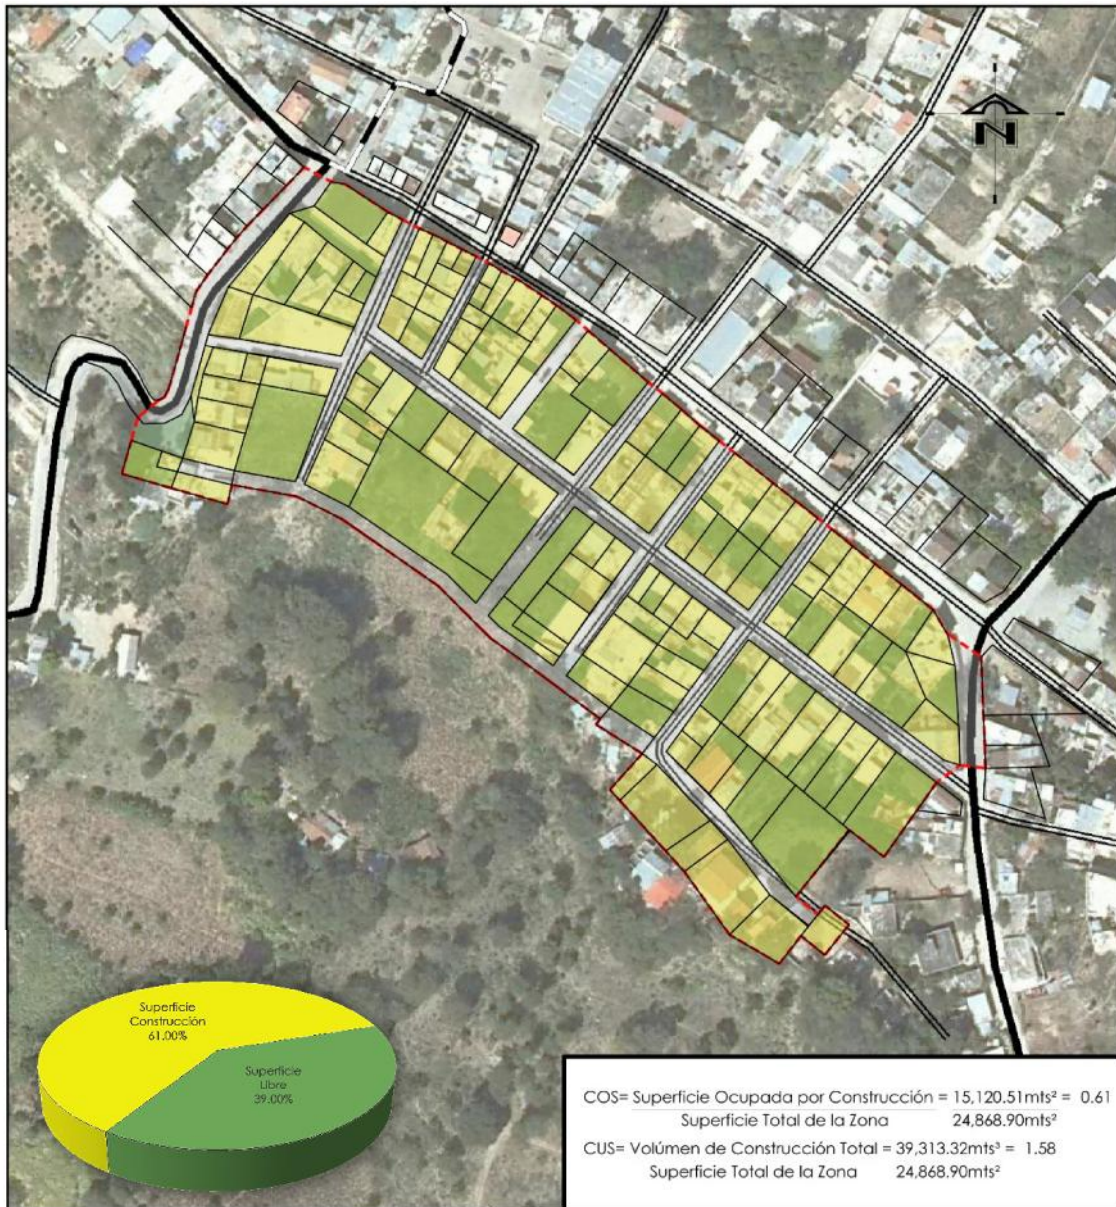 N
Superficie
Construcción
61.00%
Superficie
Libre
39.00%
COS= Superficie Ocupada por Construcción = 15,120.51mts² = 0.61
Superficie Total de la Zona 24,868.90mts²
CUS= Volúmen de Construcción Total = 39,313.32mts³ = 1.58
Superficie Total de la Zona 24,868.90mts²